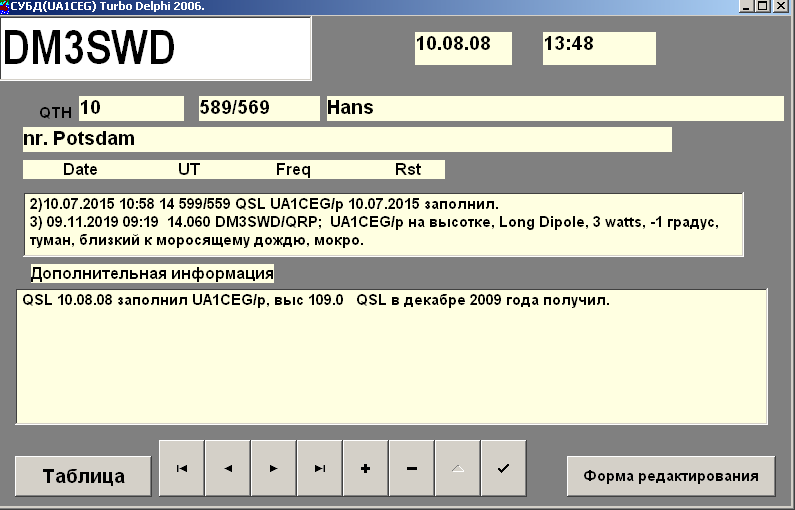 СУБД(UA1CEG) Turbo Delphi 2006.
DM3SWD
10.08.08 13:48
QTH 10 589/569 Hans
nr. Potsdam
Date UT Freq Rst
2)10.07.2015 10:58 14 599/559 QSL UA1CEG/p 10.07.2015 заполнил.
3) 09.11.2019 09:19 14.060 DM3SWD/QRP; UA1CEG/p на высотке, Long Dipole, 3 watts, -1 градус,
туман, близкий к моросящему дождю, мокро.
Дополнительная информация
QSL 10.08.08 заполнил UA1CEG/p, выс 109.0 QSL в декабре 2009 года получил.
Таблица
Форма редактирования